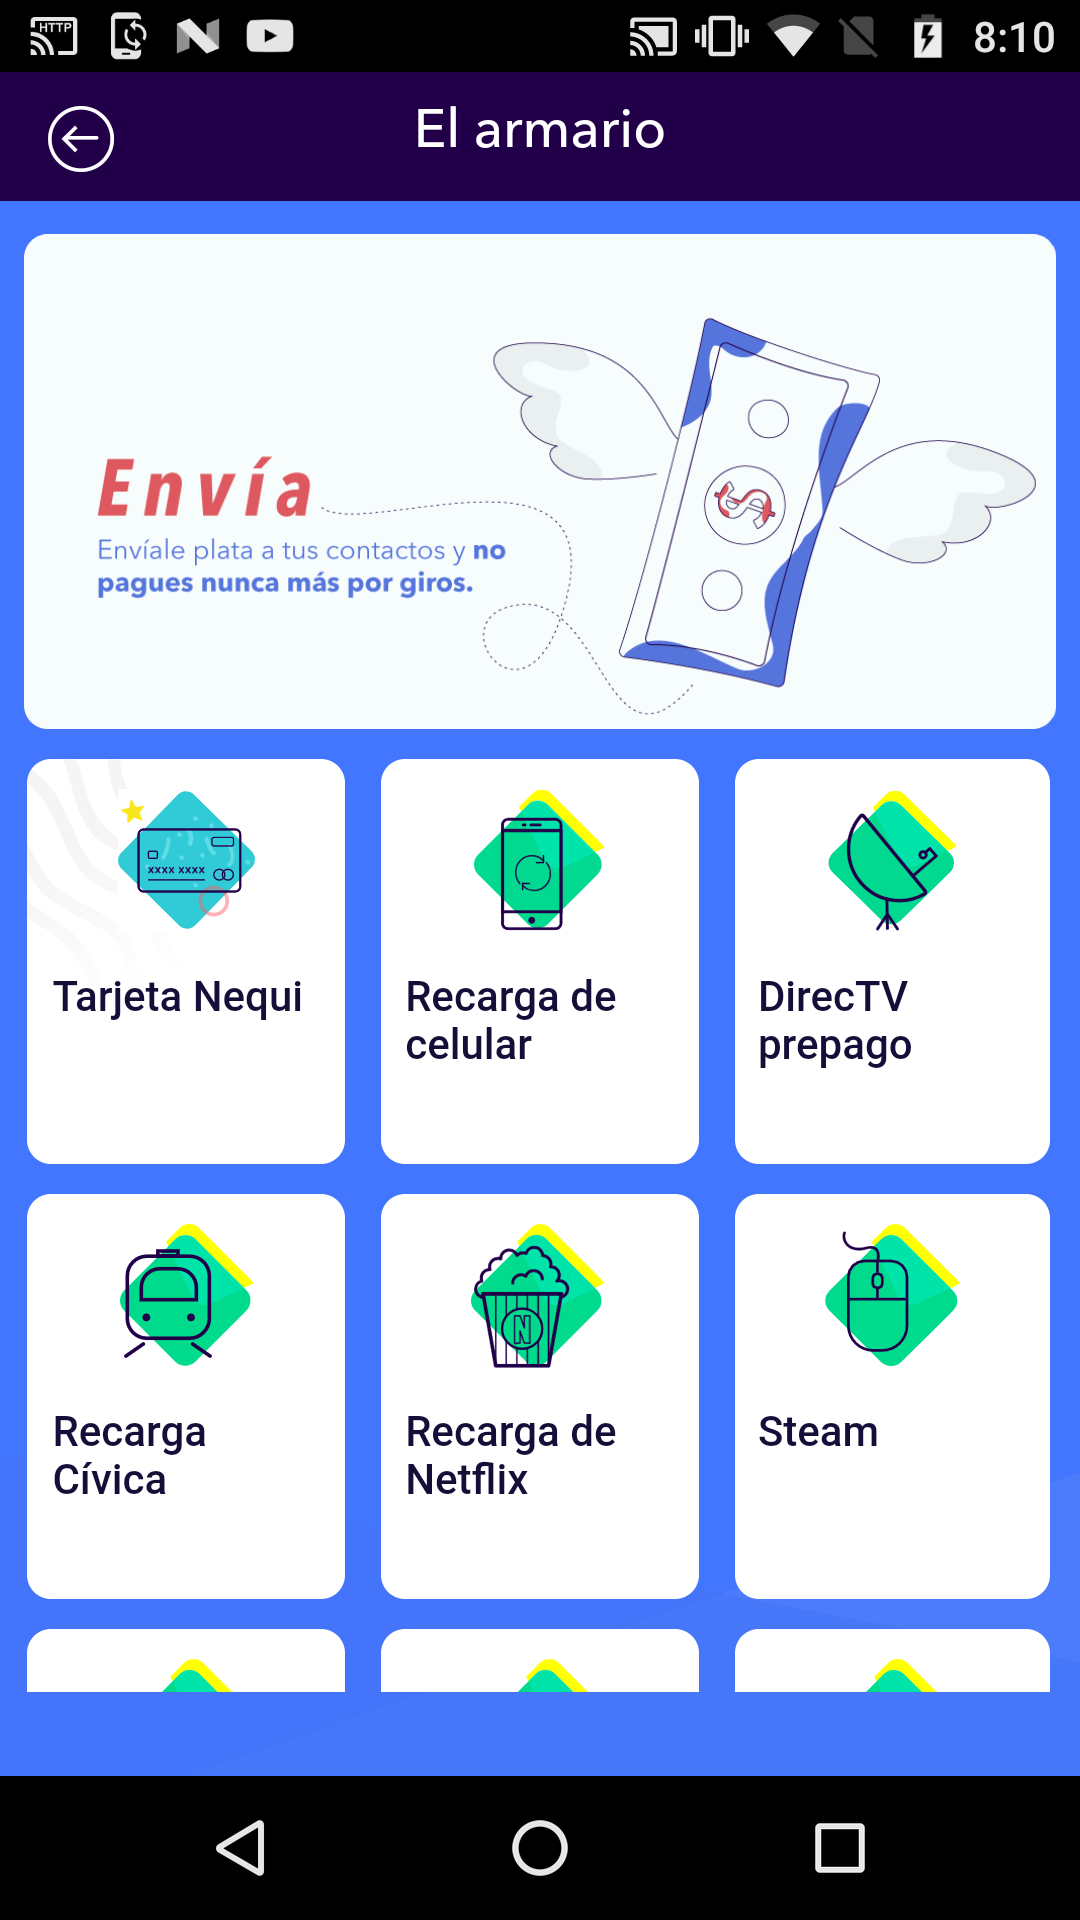 HTTP
8:10
El armario
Envía
Envíale plata a tus contactos y no
pagues nunca más por giros.
xxxx xxxx
Tarjeta Nequi
Recarga de
celular
DirecTV
prepago
N
Recarga
Cívica
Recarga de
Netflix
Steam